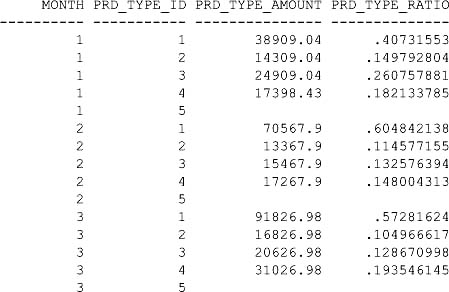 MONTH PRD_TYPE_ID PRD_TYPE_AMOUNT PRD_TYPE_RATIO
---------- ----------- --------------- --------------
1 1 38909.04 .40731553
1 2 14309.04 .149792804
1 3 24909.04 .260757881
1 4 17398.43 .182133785
1 5
2 1 70567.9 .604842138
2 2 13367.9 .114577155
2 3 15467.9 .132576394
2 4 17267.9 .148004313
2 5
3 1 91826.98 .57281624
3 2 16826.98 .104966617
3 3 20626.98 .128670998
3 4 31026.98 .193546145
3 5